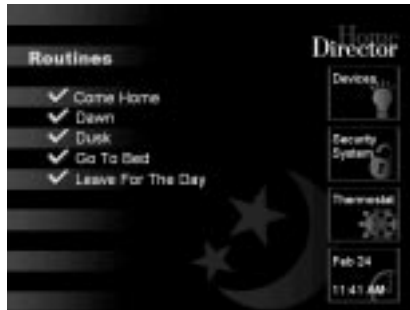 Home
Director
Routines
Come Home
Dawn
Dusk
Go To Bed
Leave For The Day
Devices...
Security
System
Thermostat
Feb 24
11:41 AM